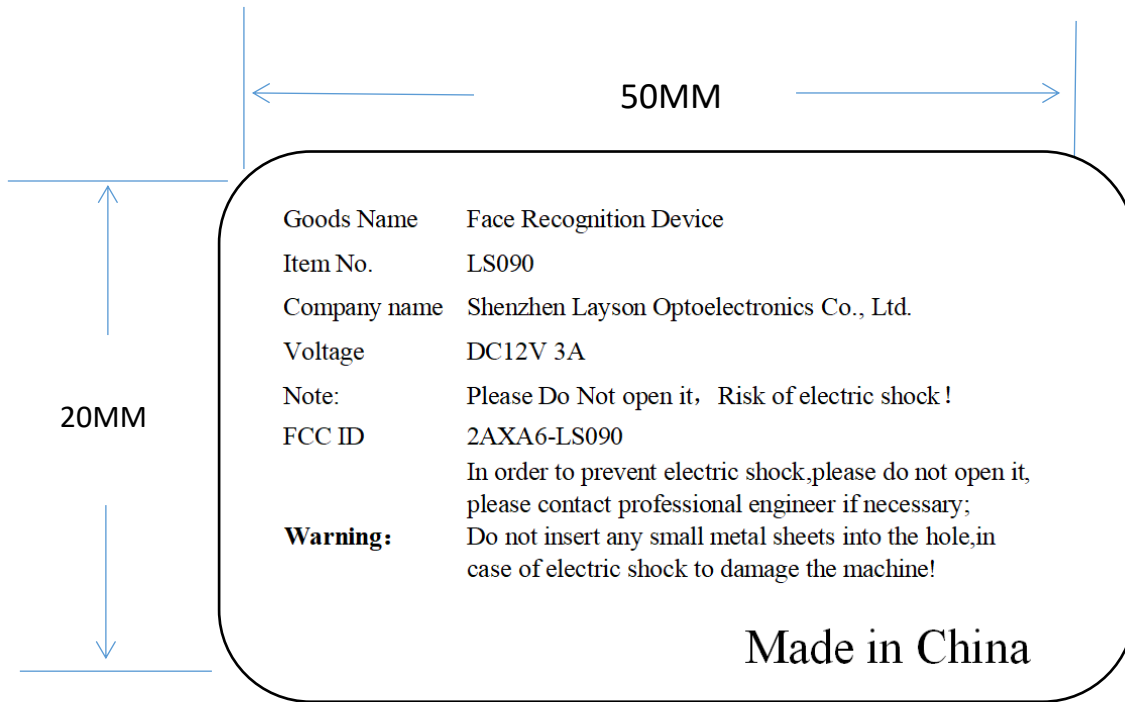 50MM
20MM
Goods Name Face Recognition Device
Item No. LS090
Company name Shenzhen Layson Optoelectronics Co., Ltd.
Voltage DC12V 3A
Note: Please Do Not open it，Risk of electric shock！
FCC ID 2AXA6-LS090
In order to prevent electric shock,please do not open it,
please contact professional engineer if necessary;
Warning： Do not insert any small metal sheets into the hole,in
case of electric shock to damage the machine!
Made in China